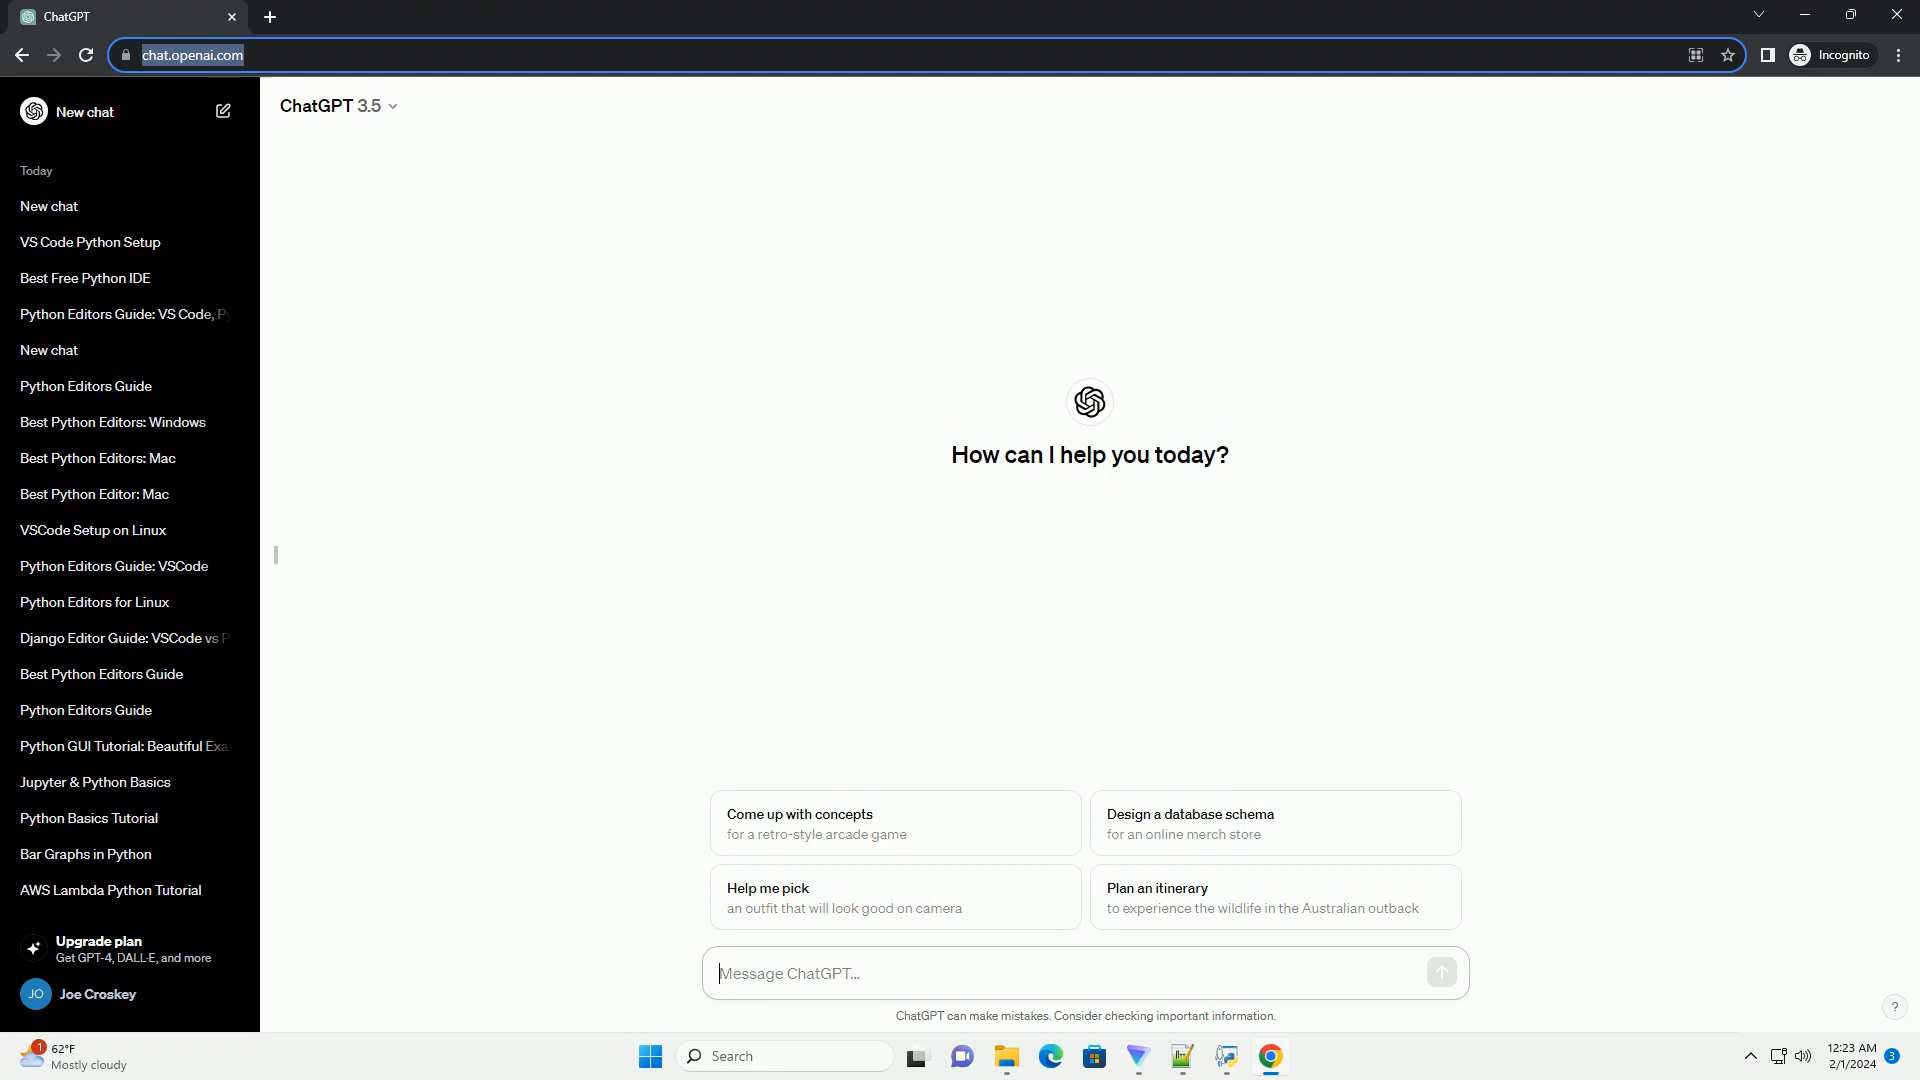 ChatGPT
chat.openai.com
Incognito
New chat
ChatGPT 3.5
Today
New chat
VS Code Python Setup
Best Free Python IDE
Python Editors Guide: VS Code, Py
New chat
Python Editors Guide
Best Python Editors: Windows
Best Python Editors: Mac
Best Python Editor: Mac
VSCode Setup on Linux
Python Editors Guide: VSCode
Python Editors for Linux
Django Editor Guide: VSCode vs P
Best Python Editors Guide
Python Editors Guide
Python GUI Tutorial: Beautiful Exa
Jupyter & Python Basics
Python Basics Tutorial
Bar Graphs in Python
AWS Lambda Python Tutorial
Upgrade plan
Get GPT-4, DALL·E, and more
JO Joe Croskey
How can I help you today?
Come up with concepts
for a retro-style arcade game
Design a database schema
for an online merch store
Help me pick
an outfit that will look good on camera
Plan an itinerary
to experience the wildlife in the Australian outback
Message ChatGPT...
ChatGPT can make mistakes. Consider checking important information.
?
1
62°F
Mostly cloudy
Search
12:23 AM
2/1/2024
3